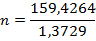 n = 159,4264 / 1,3729